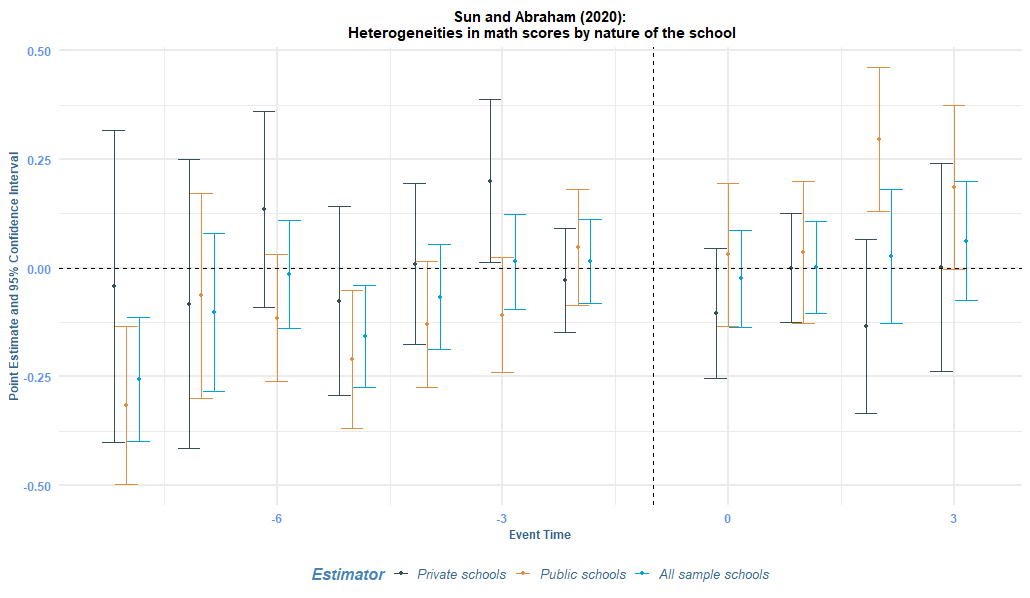 Sun and Abraham (2020):
Heterogeneities in math scores by nature of the school
Point Estimate and 95% Confidence Interval
0.50
0.25
0.00
-0.25
-0.50
-6
-3
0
3
Event Time
Estimator
Private schools
Public schools
All sample schools